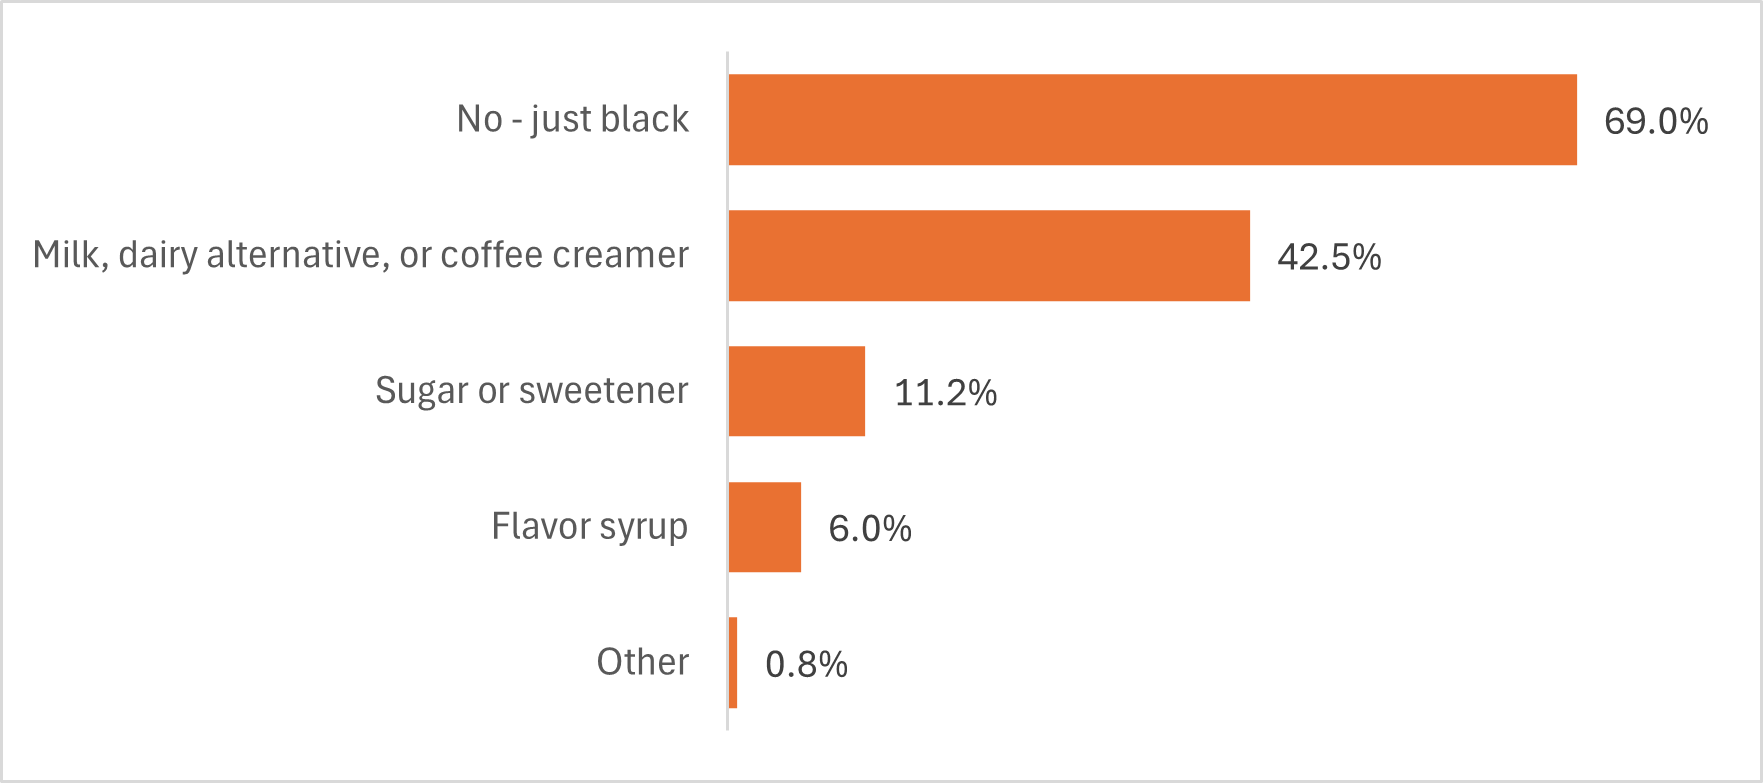 No - just black 69.0%
Milk, dairy alternative, or coffee creamer 42.5%
Sugar or sweetener 11.2%
Flavor syrup 6.0%
Other 0.8%